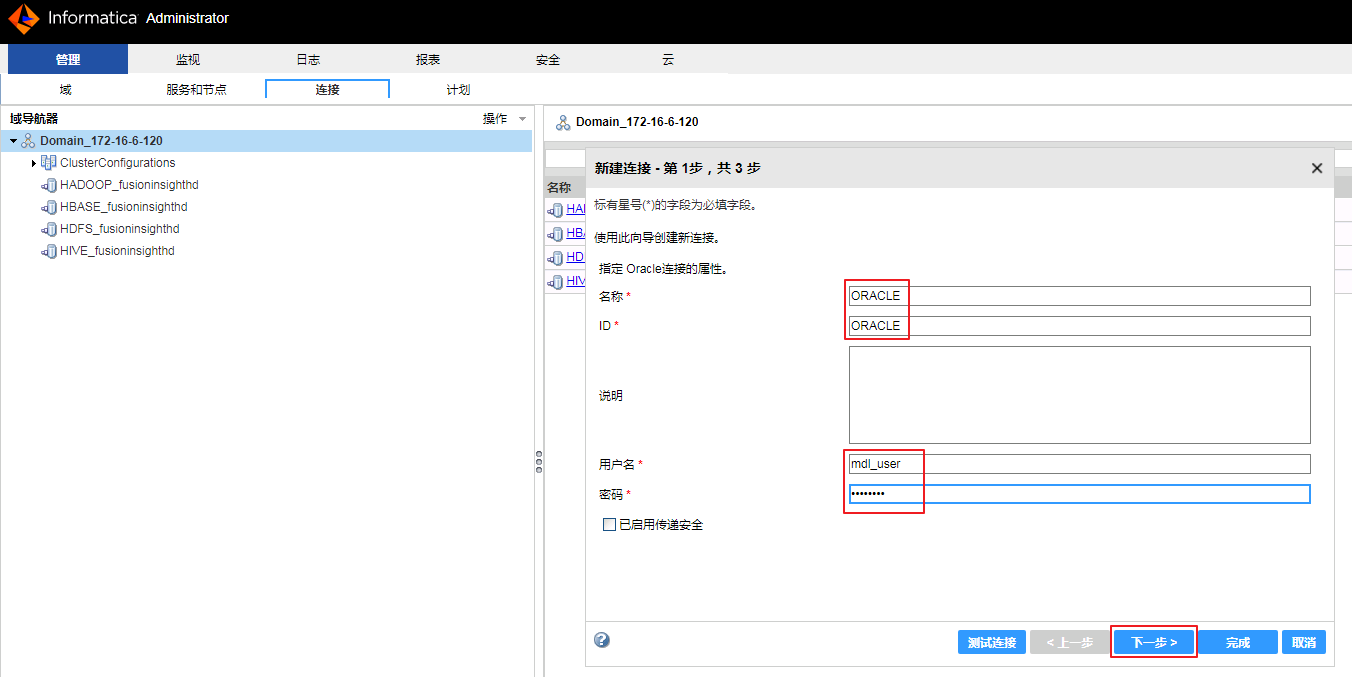 Informatica Administrator
管理 监视 日志 报表 安全 云
域 服务和节点 连接 计划
域导航器 操作
Domain_172-16-6-120
ClusterConfigurations
HADOOP_fusioninsighthd
HBASE_fusioninsighthd
HDFS_fusioninsighthd
HIVE_fusioninsighthd
Domain_172-16-6-120
名称
HAI
HBA
HD
HIV
新建连接 - 第 1步，共 3 步
标有星号(*)的字段为必填字段。
使用此向导创建新连接。
指定 Oracle连接的属性。
名称 * ORACLE
ID * ORACLE
说明
用户名 * mdl_user
密码 * ••••••••
已启用传递安全
测试连接 < 上一步 下一步 > 完成 取消